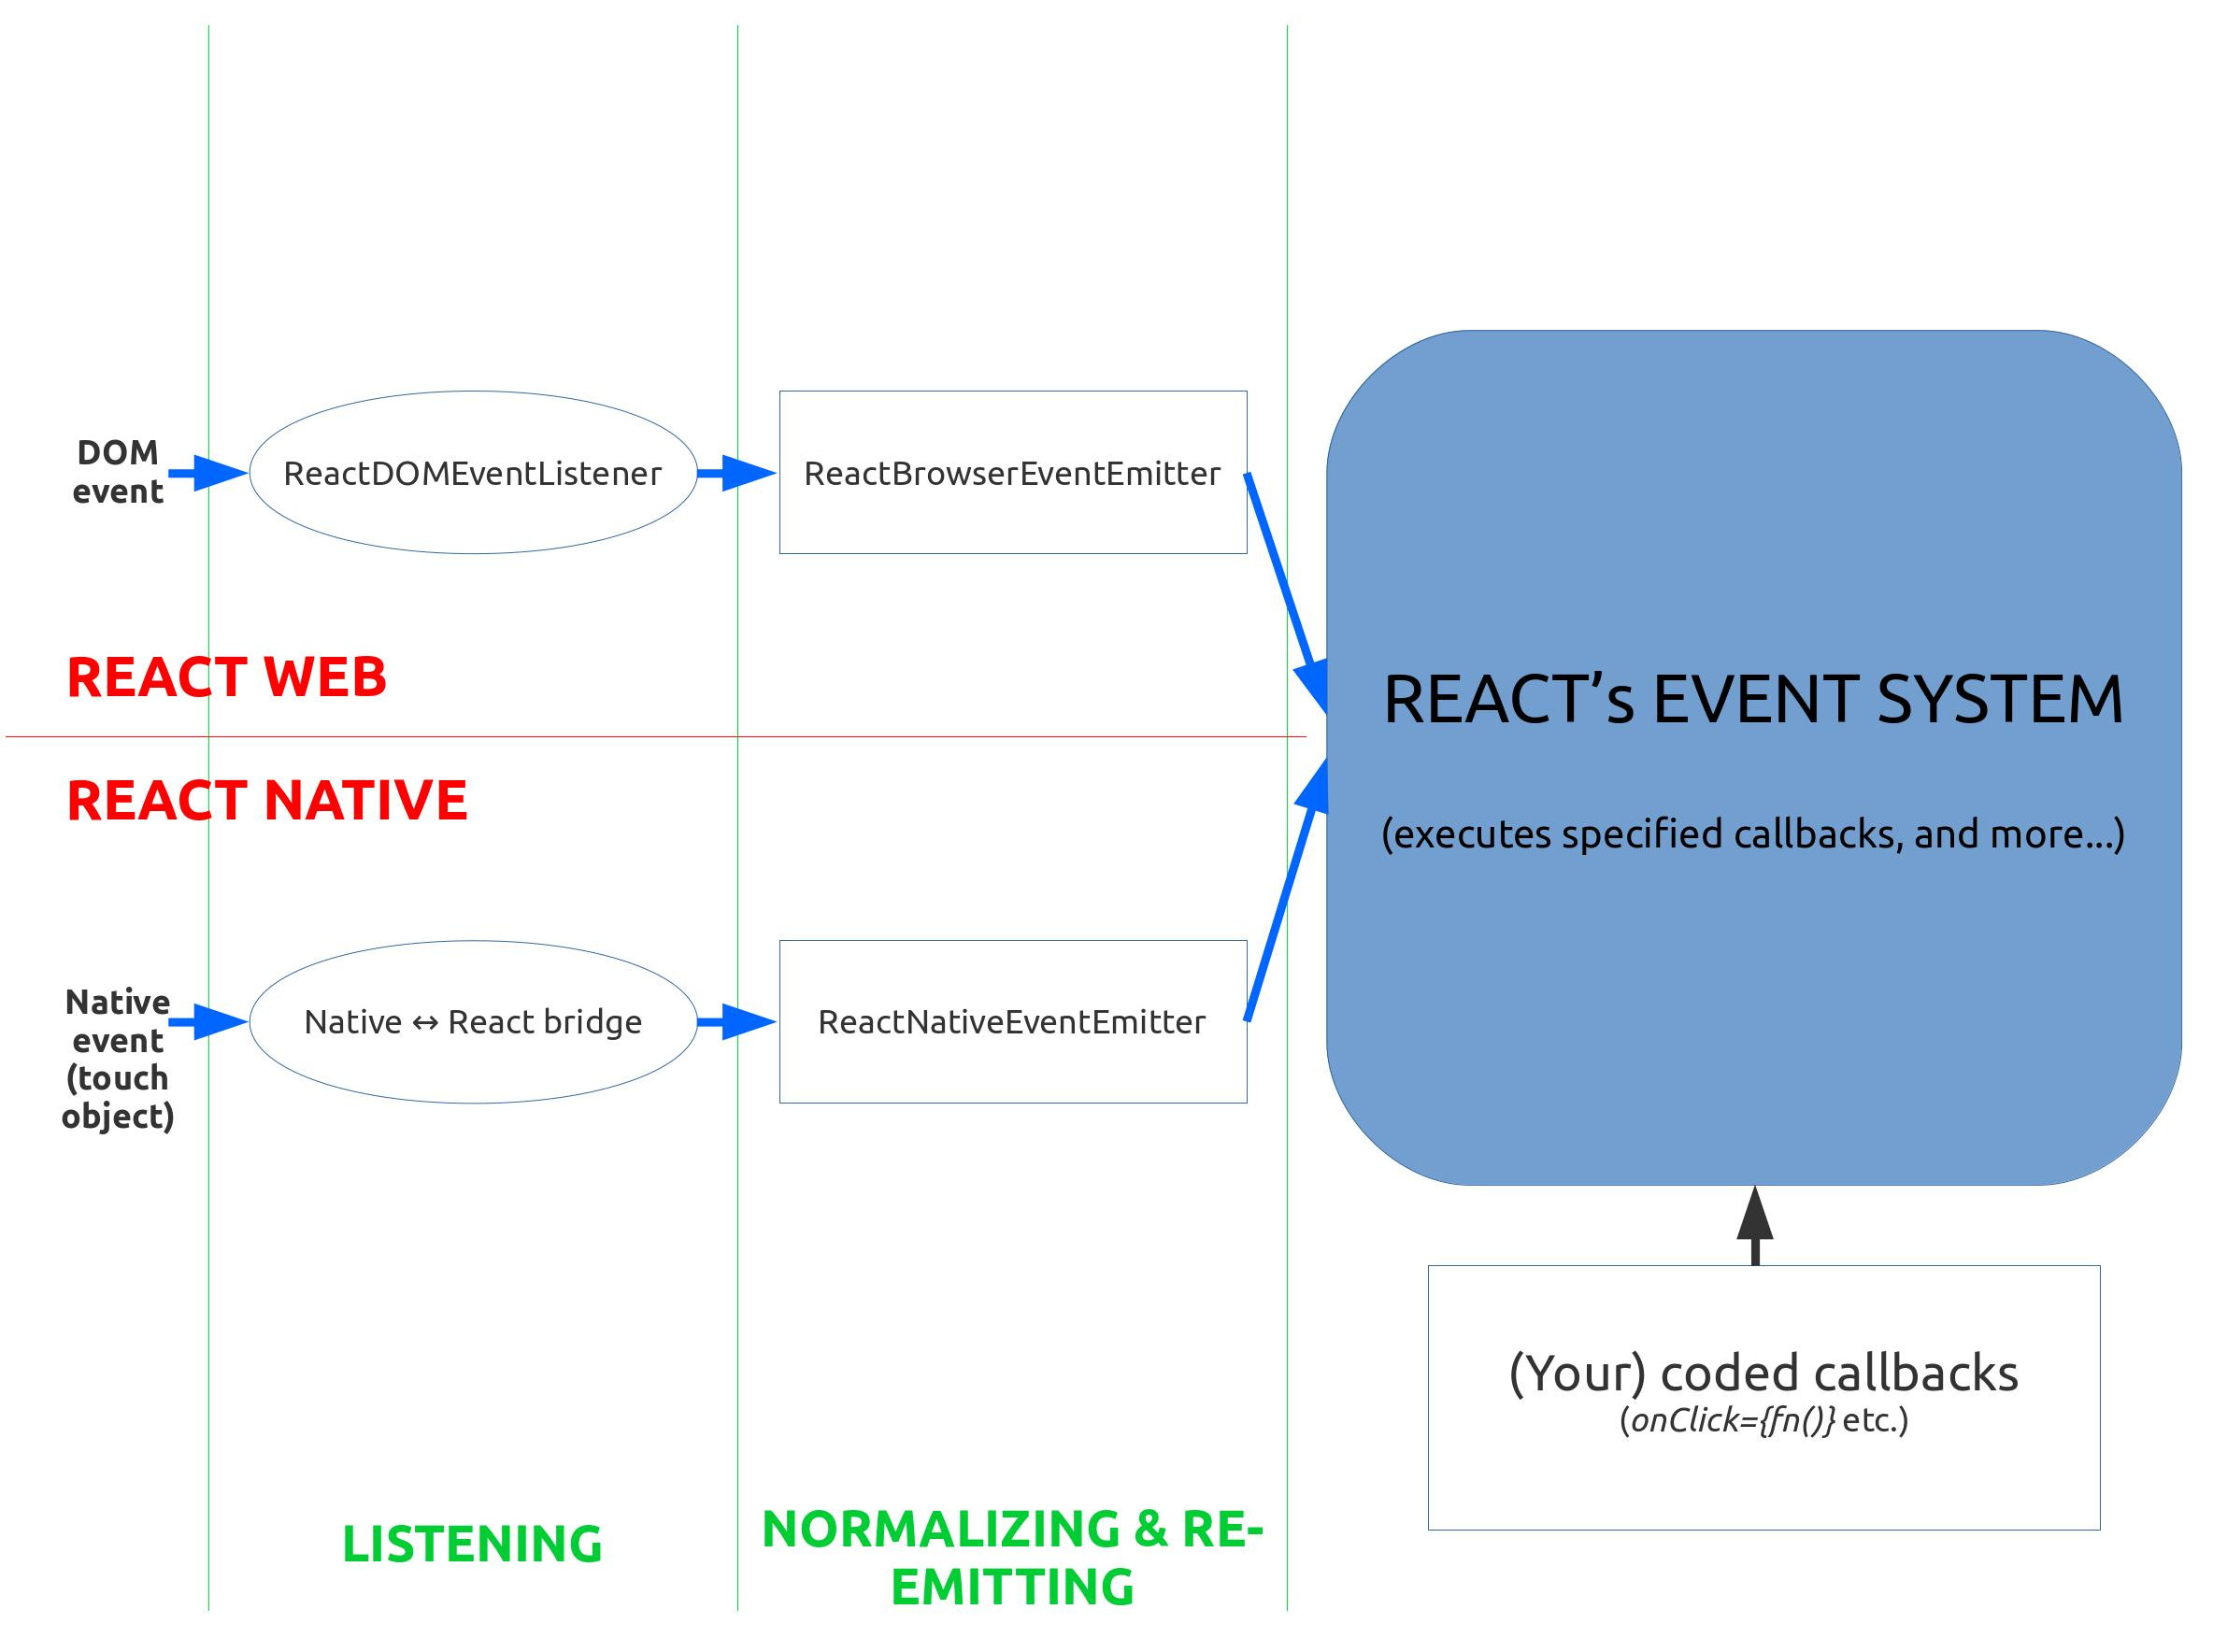 DOM
event
ReactDOMEventListener
ReactBrowserEventEmitter
REACT WEB
REACT NATIVE
Native
event
(touch
object)
Native ↔ React bridge
ReactNativeEventEmitter
REACT’s EVENT SYSTEM
(executes specified callbacks, and more...)
(Your) coded callbacks
(onClick={fn()} etc.)
LISTENING
NORMALIZING & RE-
EMITTING